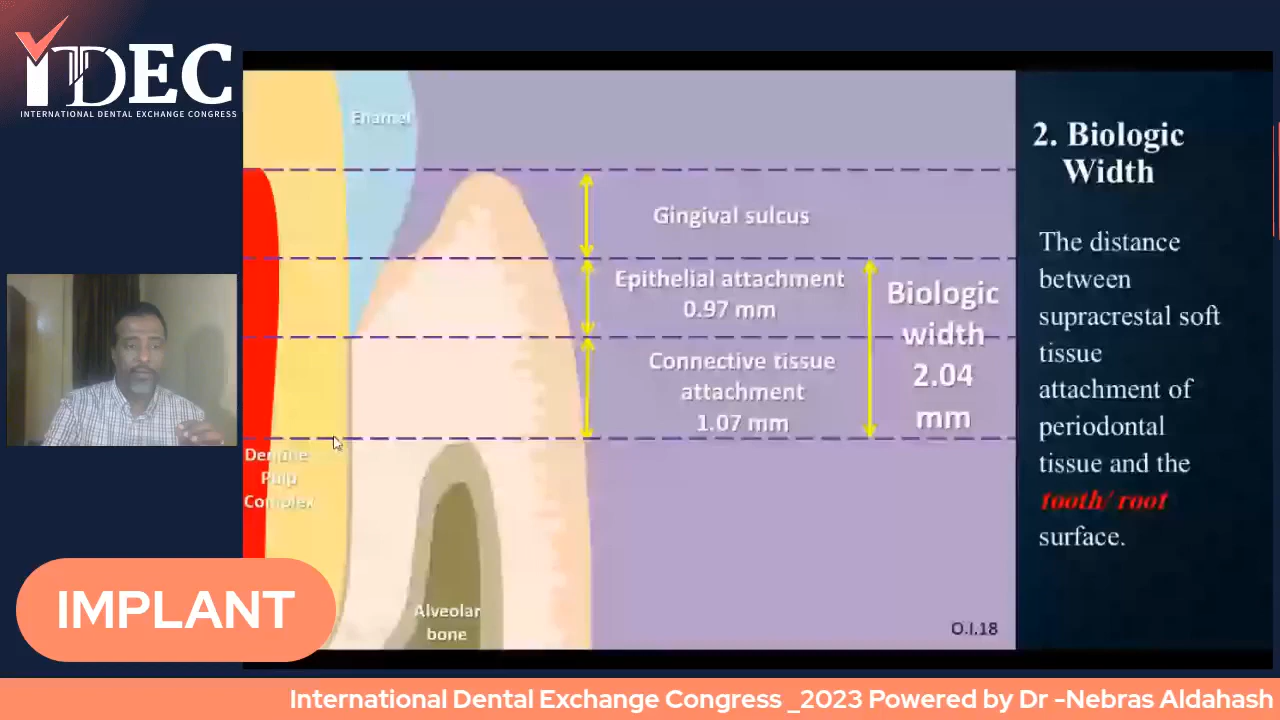 ITDEC
INTERNATIONAL DENTAL EXCHANGE CONGRESS
Enamel
Gingival sulcus
Epithelial attachment
0.97 mm
Connective tissue
attachment
1.07 mm
Biologic
width
2.04
mm
Dentine
Pulp
Complex
Alveolar
bone
O.I.18
2. Biologic
Width
The distance
between
supracrestal soft
tissue
attachment of
periodontal
tissue and the
tooth/ root
surface.
IMPLANT
International Dental Exchange Congress _2023 Powered by Dr -Nebras Aldahash